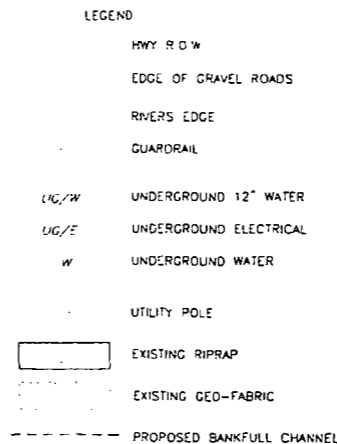 LEGEND
HWY R O W
EDGE OF GRAVEL ROADS
RIVERS EDGE
GUARDRAIL
UG/W UNDERGROUND 12" WATER
UG/E UNDERGROUND ELECTRICAL
W UNDERGROUND WATER
UTILITY POLE
EXISTING RIPRAP
EXISTING GEO-FABRIC
PROPOSED BANKFULL CHANNEL